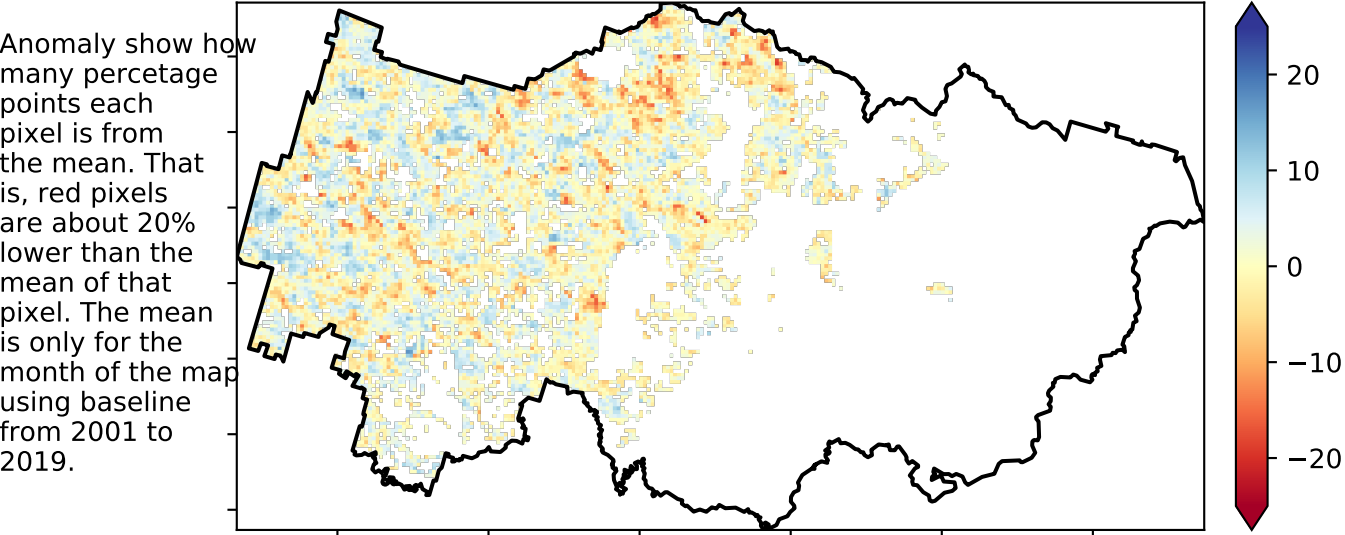 Anomaly show how
many percetage
points each
pixel is from
the mean. That
is, red pixels
are about 20%
lower than the
mean of that
pixel. The mean
is only for the
month of the map
using baseline
from 2001 to
2019.
20
10
0
−10
−20